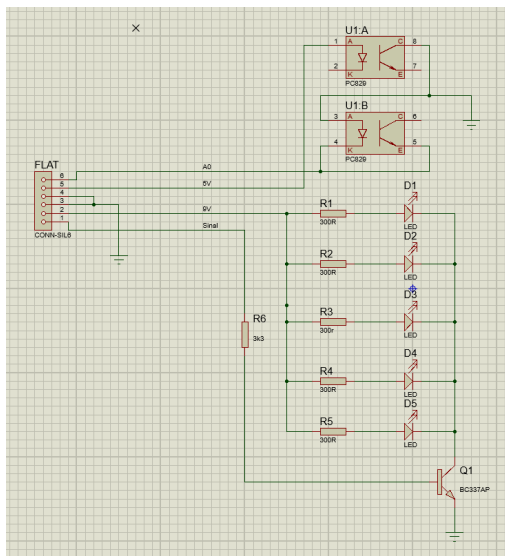 U1:A
1 A C 8
2 K E 7
PC829
U1:B
3 A C 6
4 K E 5
PC829
FLAT
6 A0
5 5V
4
3
2 9V
1 Sinal
CONN-SIL6
R1
300R
D1
LED
R2
300R
D2
LED
R3
300r
D3
LED
R4
300R
D4
LED
R5
300R
D5
LED
R6
3k3
Q1
BC337AP